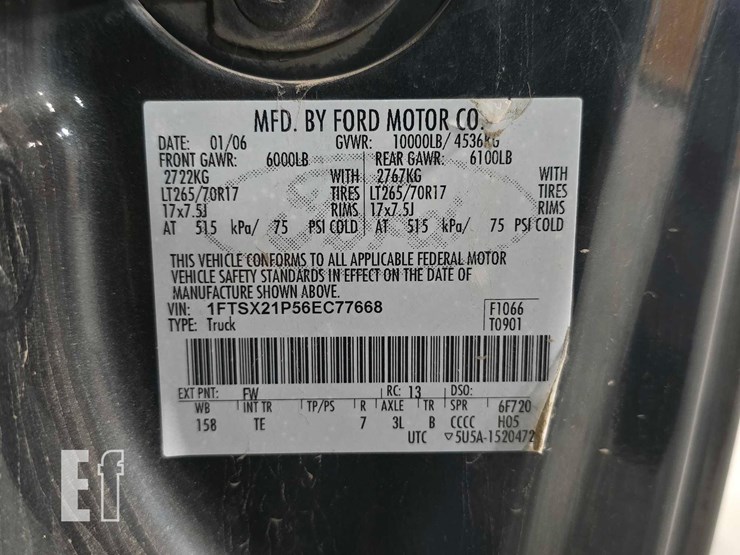 MFD. BY FORD MOTOR CO.
DATE: 01/06 GVWR: 10000LB/ 4536KG
FRONT GAWR: 6000LB REAR GAWR: 6100LB
2722KG WITH 2767KG WITH
LT265/70R17 TIRES LT265/70R17 TIRES
17x7.5J RIMS 17x7.5J RIMS
AT 515 kPa/ 75 PSI COLD AT 515 kPa/ 75 PSI COLD
THIS VEHICLE CONFORMS TO ALL APPLICABLE FEDERAL MOTOR
VEHICLE SAFETY STANDARDS IN EFFECT ON THE DATE OF
MANUFACTURE SHOWN ABOVE.
VIN: 1FTSX21P56EC77668 F1066
TYPE: Truck T0901
EXT PNT: FW RC: 13 DSO:
WB INT TR TP/PS R AXLE TR SPR 6F720
158 TE 7 3L B CCCC H05
UTC ▽5U5A-1520472
Ef